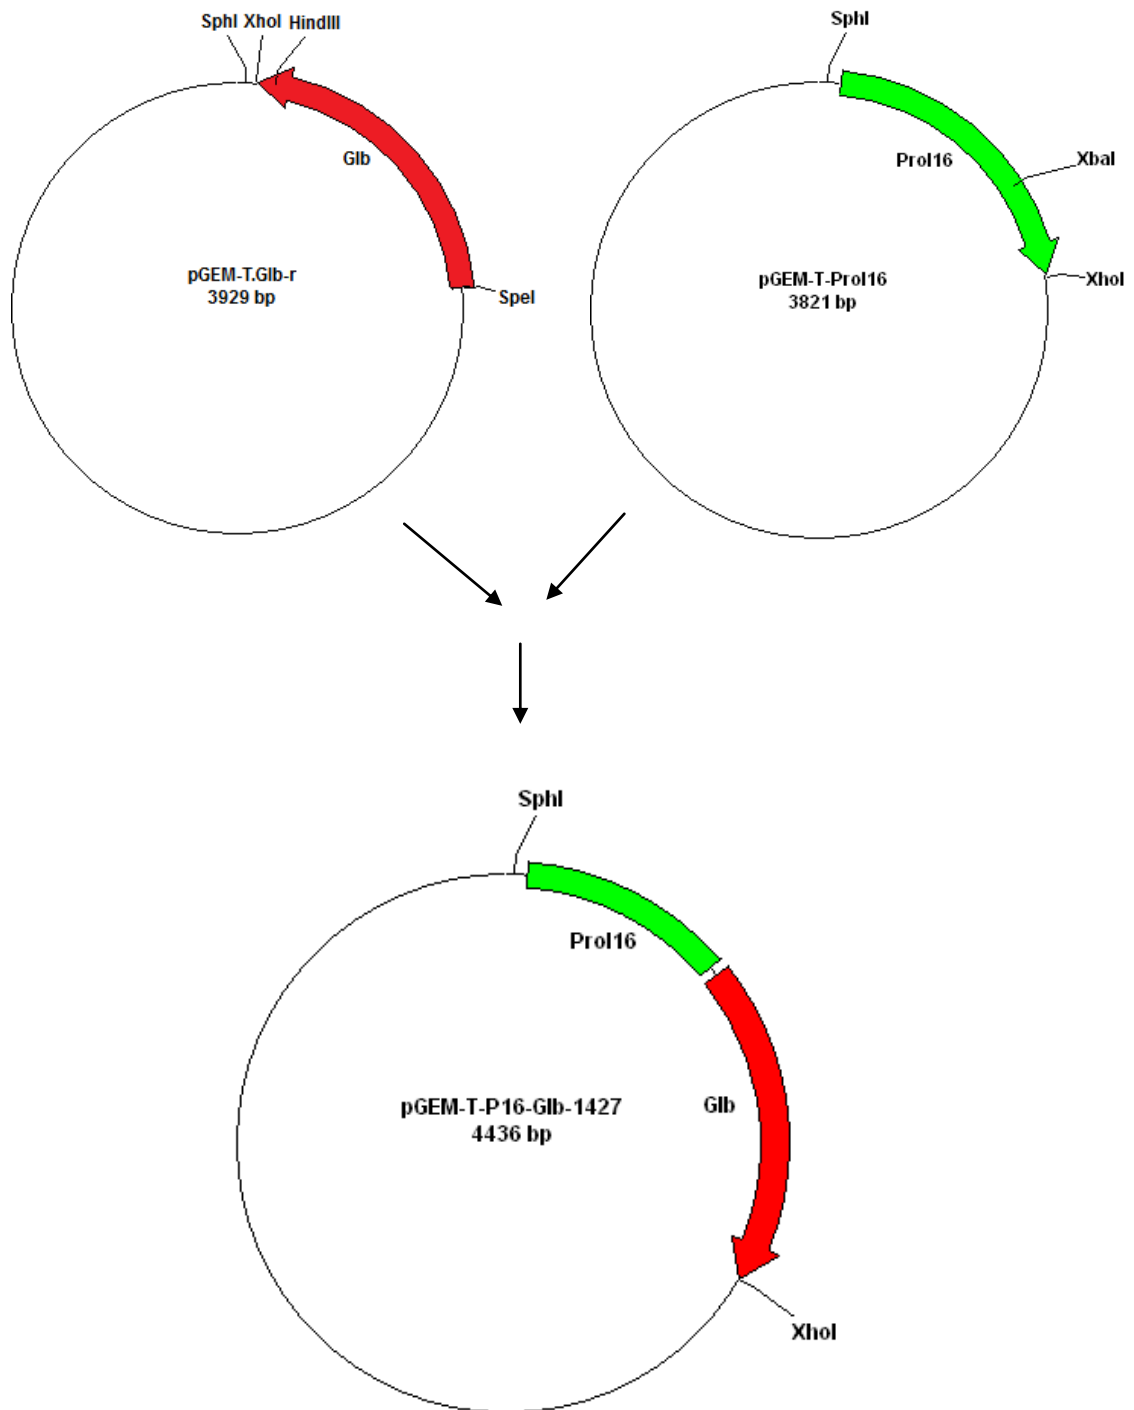 SphI XhoI HindIII
Glb
pGEM-T.Glb-r
3929 bp
SpeI
SphI
Prol16
XbaI
pGEM-T-Prol16
3821 bp
XhoI
SphI
Prol16
pGEM-T-P16-Glb-1427
4436 bp
Glb
XhoI